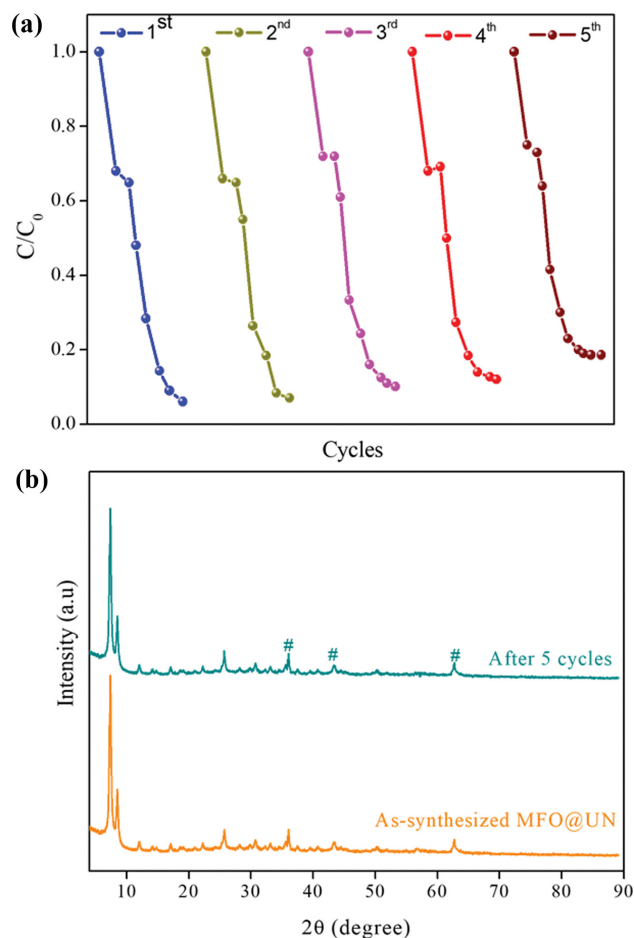 (a)
1st 2nd 3rd 4th 5th
1.0
0.8
0.6
0.4
0.2
0.0
C/C0
Cycles
(b)
Intensity (a.u)
# # #
After 5 cycles
As-synthesized MFO@UN
10 20 30 40 50 60 70 80 90
2θ (degree)